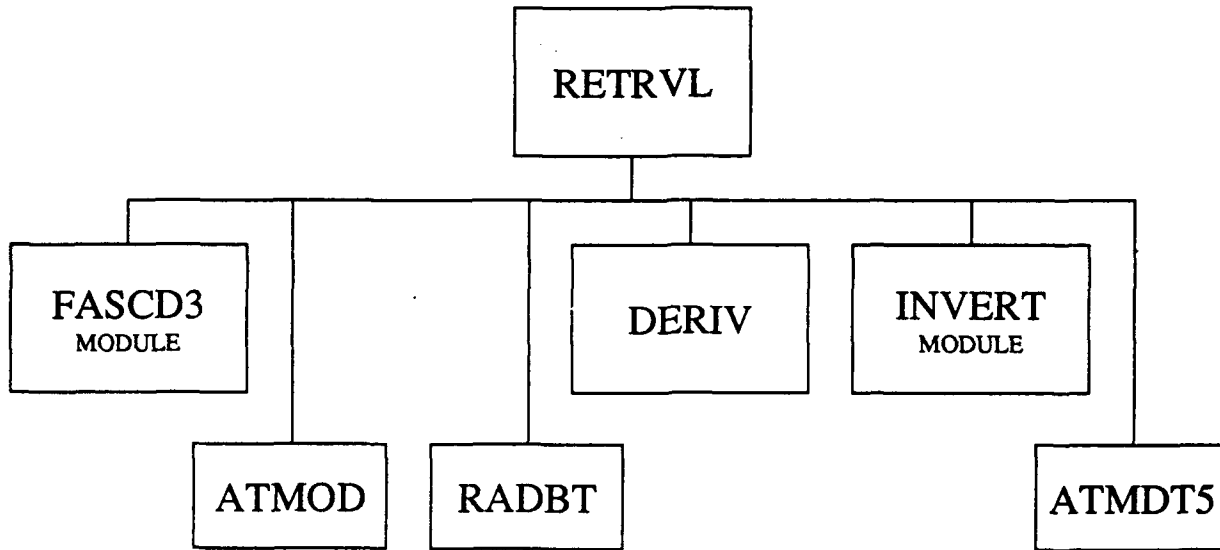 RETRVL
FASCD3
MODULE
DERIV
INVERT
MODULE
ATMOD
RADBT
ATMDT5